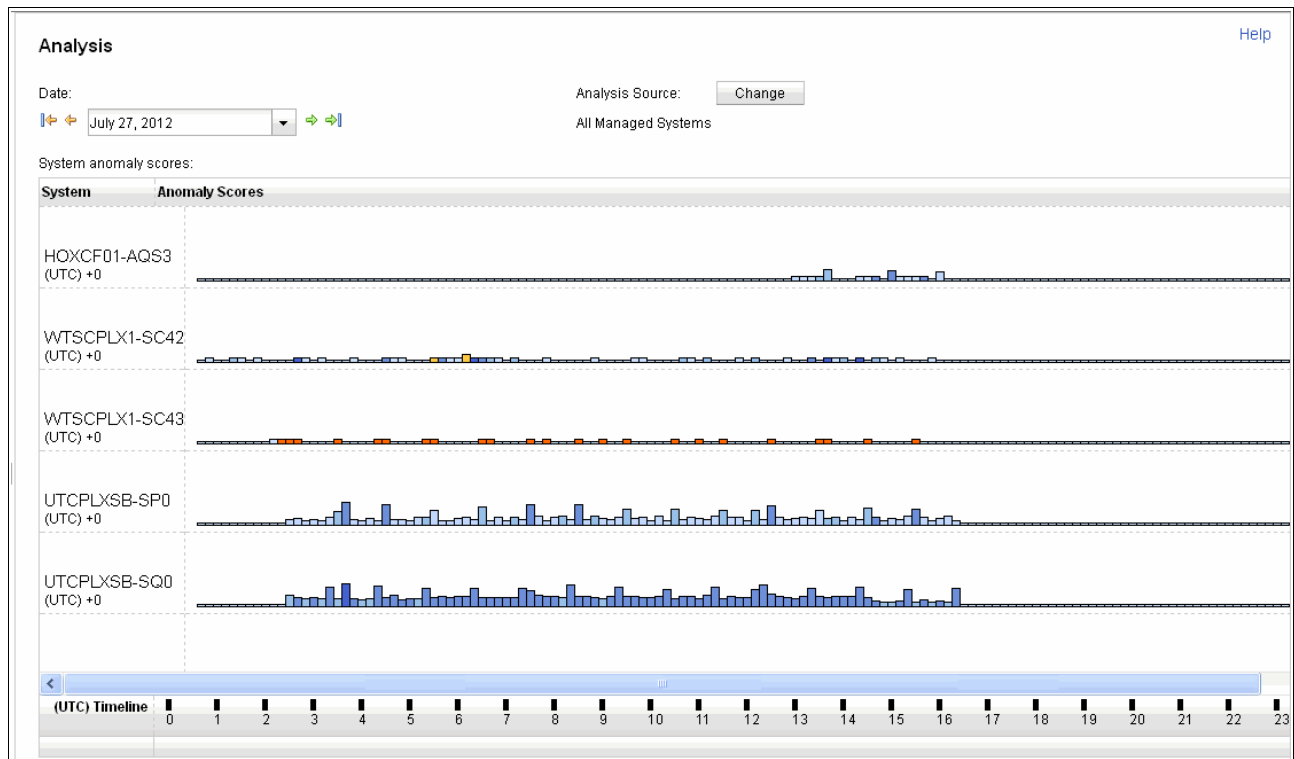 Help
Analysis
Date:
Analysis Source: Change
July 27, 2012
All Managed Systems
System anomaly scores:
System Anomaly Scores
HOXCF01-AQS3
(UTC) +0
WTSCPLX1-SC42
(UTC) +0
WTSCPLX1-SC43
(UTC) +0
UTCPLXSB-SP0
(UTC) +0
UTCPLXSB-SQ0
(UTC) +0
(UTC) Timeline
0 1 2 3 4 5 6 7 8 9 10 11 12 13 14 15 16 17 18 19 20 21 22 23